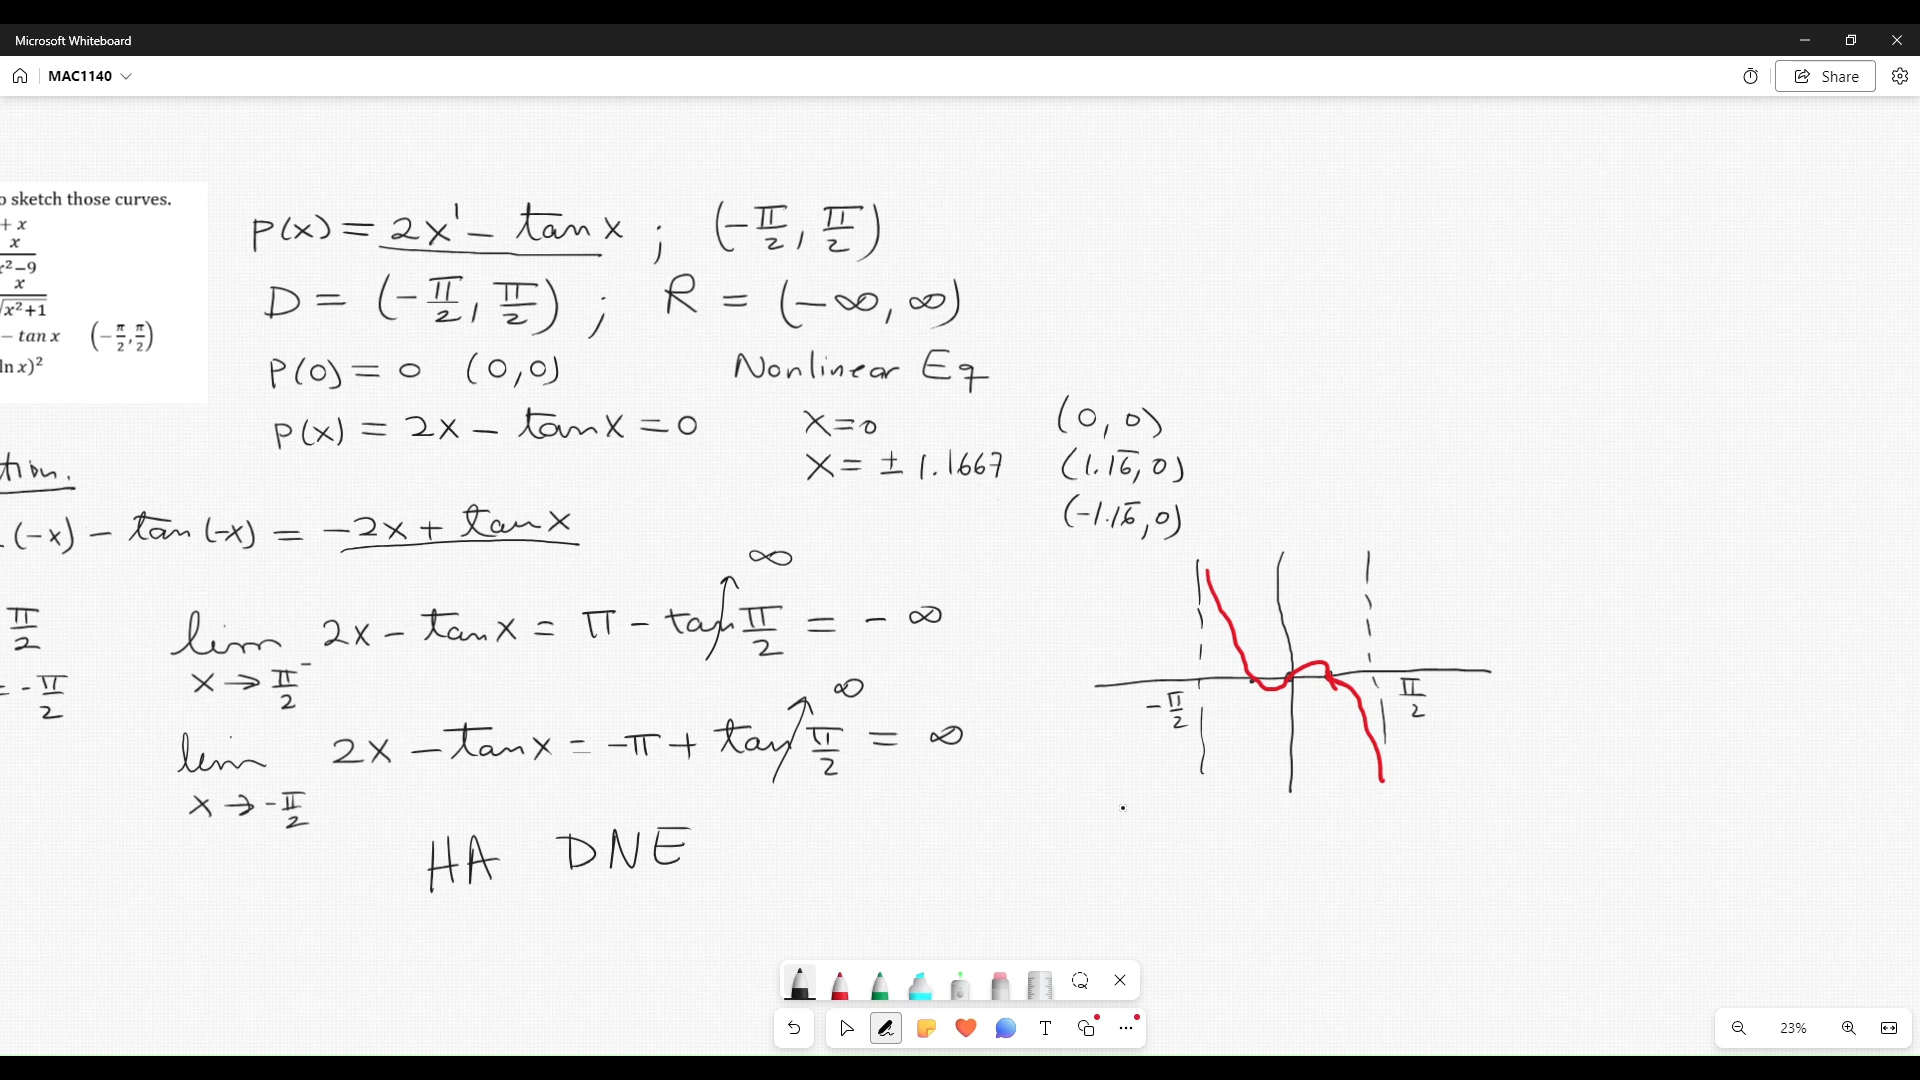 Microsoft Whiteboard
MAC1140
Share
o sketch those curves.
+ x
x
x²−9
x
√x²+1
− tan x (−π/2, π/2)
ln x)²
P(x) = 2x' − tan x ; (−π/2, π/2)
D = (−π/2, π/2) ; R = (−∞, ∞)
P(0) = 0 (0,0) Nonlinear Eq
P(x) = 2x − tan x = 0 x=0 (0, 0)
x = ± 1.1667 (1.16̅, 0)
(−1.16̅, 0)
tion.
(−x) − tan(−x) = −2x + tan x
π/2 lim x→π/2⁻ 2x − tan x = π − tan π/2 = − ∞
∞
= −π/2
lim x→−π/2 2x − tan x = −π + tan π/2 = ∞
∞
HA DNE
−π/2 π/2
T
23%